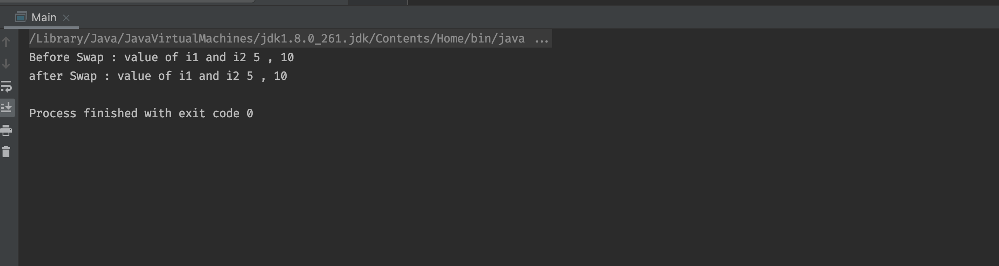 Main
/Library/Java/JavaVirtualMachines/jdk1.8.0_261.jdk/Contents/Home/bin/java ...
Before Swap : value of i1 and i2 5 , 10
after Swap : value of i1 and i2 5 , 10
Process finished with exit code 0